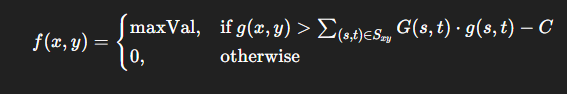 f(x, y) = { maxVal, if g(x, y) > ∑_{(s,t)∈S_{xy}} G(s, t) · g(s, t) − C
0, otherwise